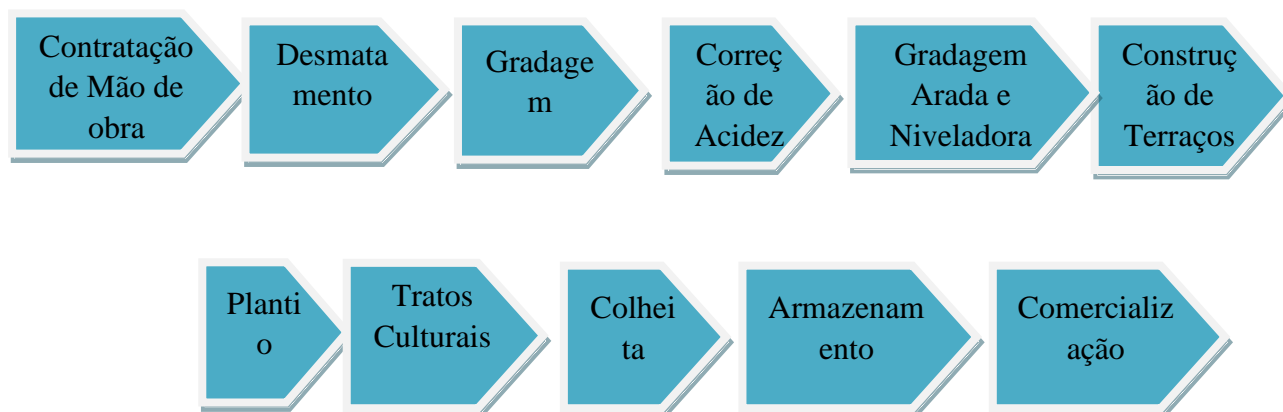 Contratação
de Mão de
obra
Desmata
mento
Gradage
m
Correç
ão de
Acidez
Gradagem
Arada e
Niveladora
Construç
ão de
Terraços
Planti
o
Tratos
Culturais
Colhei
ta
Armazenam
ento
Comercializ
ação